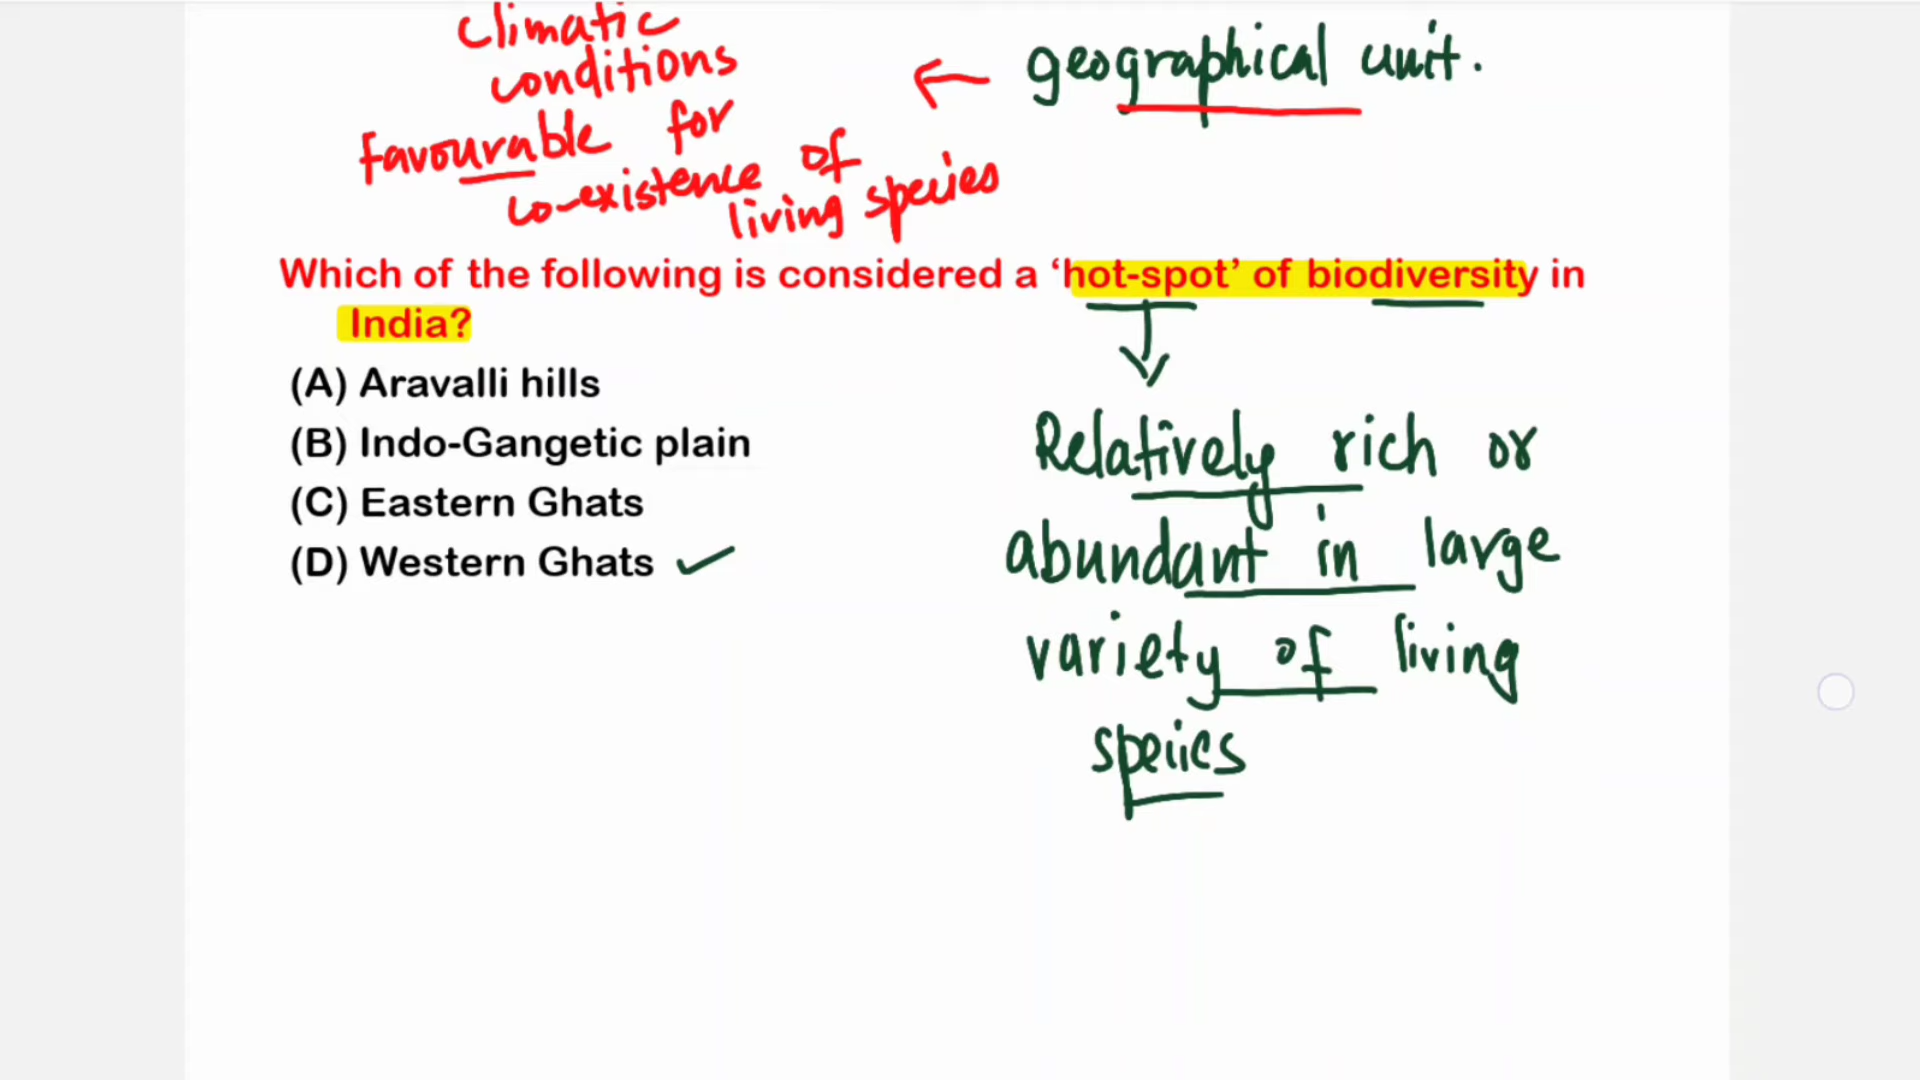 climatic
conditions
favourable for
co-existence of
living species
← geographical unit.
Which of the following is considered a ‘hot-spot’ of biodiversity in
India?
(A) Aravalli hills
(B) Indo-Gangetic plain
(C) Eastern Ghats
(D) Western Ghats ✓
Relatively rich or
abundant in large
variety of living
species